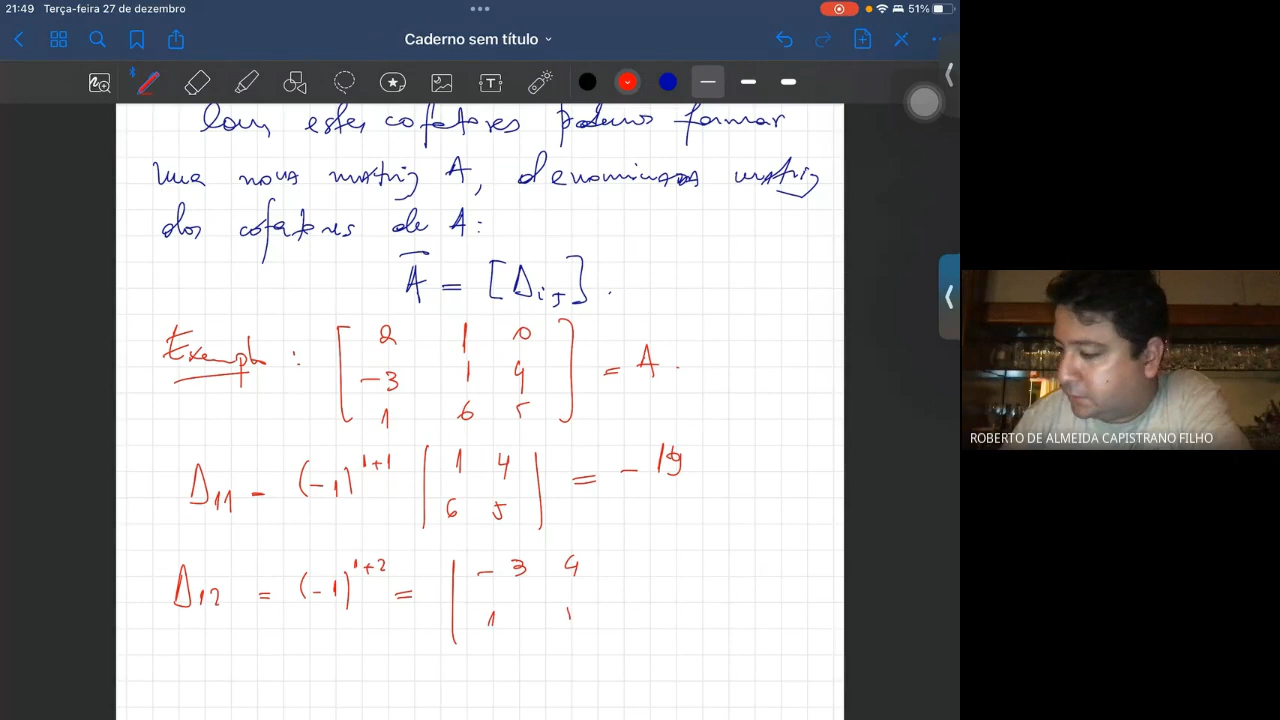 21:49 Terça-feira 27 de dezembro
51%
Caderno sem título
Com estes cofatores podemos formar
uma nova matriz A, denominada matriz
dos cofatores de A:
A̅ = [Δij].
Exemplo: [2 1 0
-3 1 4
1 6 5] = A.
Δ11 = (-1)^1+1 |1 4
6 5| = -19
Δ12 = (-1)^1+2 = |-3 4
1
ROBERTO DE ALMEIDA CAPISTRANO FILHO